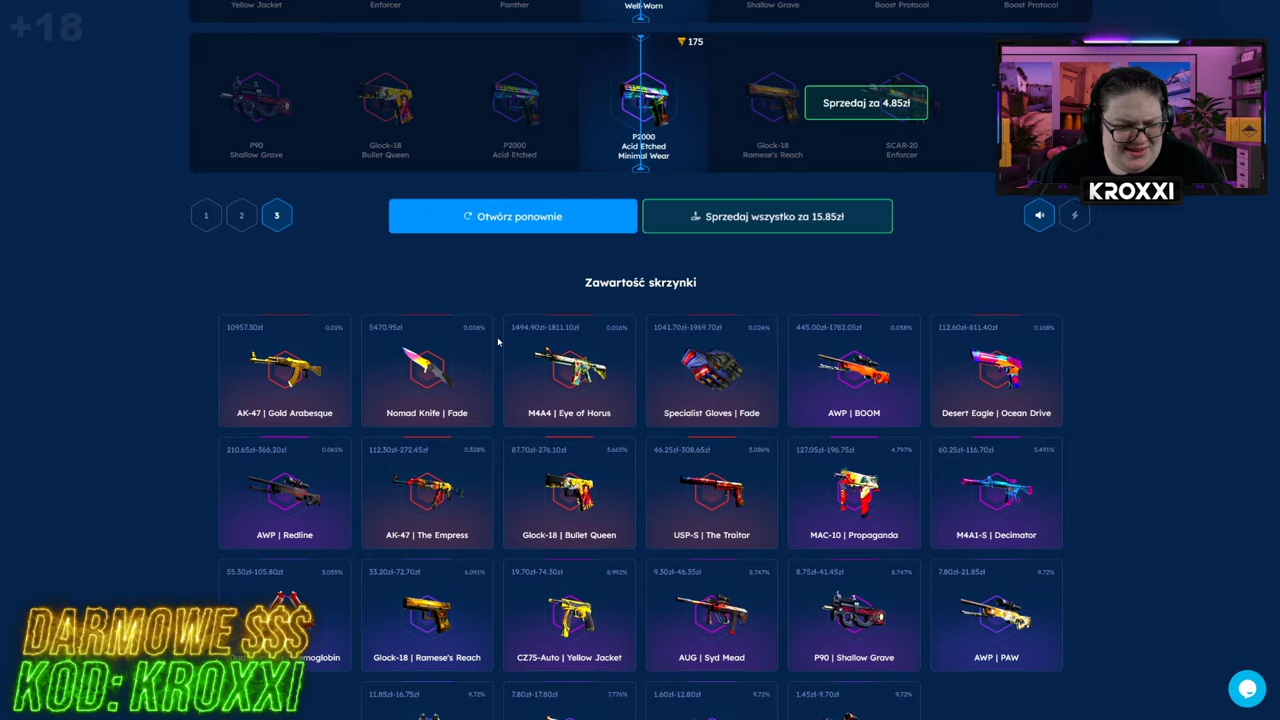 +18
Yellow Jacket
Enforcer
Panther
Well-Worn
Shallow Grave
Boost Protocol
Boost Protocol
175
Sprzedaj za 4.85zł
P90
Shallow Grave
Glock-18
Bullet Queen
P2000
Acid Etched
P2000
Acid Etched
Minimal Wear
Glock-18
Ramese's Reach
SCAR-20
Enforcer
KROXXI
1
2
3
Otwórz ponownie
Sprzedaj wszystko za 15.85zł
Zawartość skrzynki
10957.30zł
0.01%
AK-47 | Gold Arabesque
5470.95zł
0.008%
Nomad Knife | Fade
1494.90zł-1811.10zł
0.016%
M4A4 | Eye of Horus
1041.70zł-1969.70zł
0.024%
Specialist Gloves | Fade
445.00zł-1782.05zł
0.058%
AWP | BOOM
112.60zł-811.40zł
0.168%
Desert Eagle | Ocean Drive
210.65zł-366.20zł
0.061%
AWP | Redline
112.30zł-272.45zł
0.328%
AK-47 | The Empress
87.70zł-276.10zł
3.665%
Glock-18 | Bullet Queen
46.25zł-308.65zł
3.086%
USP-S | The Traitor
127.05zł-196.75zł
4.797%
MAC-10 | Propaganda
60.25zł-116.70zł
5.491%
M4A1-S | Decimator
55.30zł-105.80zł
5.055%
moglobin
33.20zł-72.70zł
6.091%
Glock-18 | Ramese's Reach
19.70zł-74.30zł
8.992%
CZ75-Auto | Yellow Jacket
9.30zł-46.35zł
8.747%
AUG | Syd Mead
8.75zł-41.45zł
8.747%
P90 | Shallow Grave
7.80zł-21.85zł
9.72%
AWP | PAW
DARMOWE $$$
KOD: KROXXI
11.85zł-16.75zł
9.72%
7.80zł-17.80zł
7.776%
1.60zł-12.80zł
9.72%
1.45zł-9.70zł
9.72%